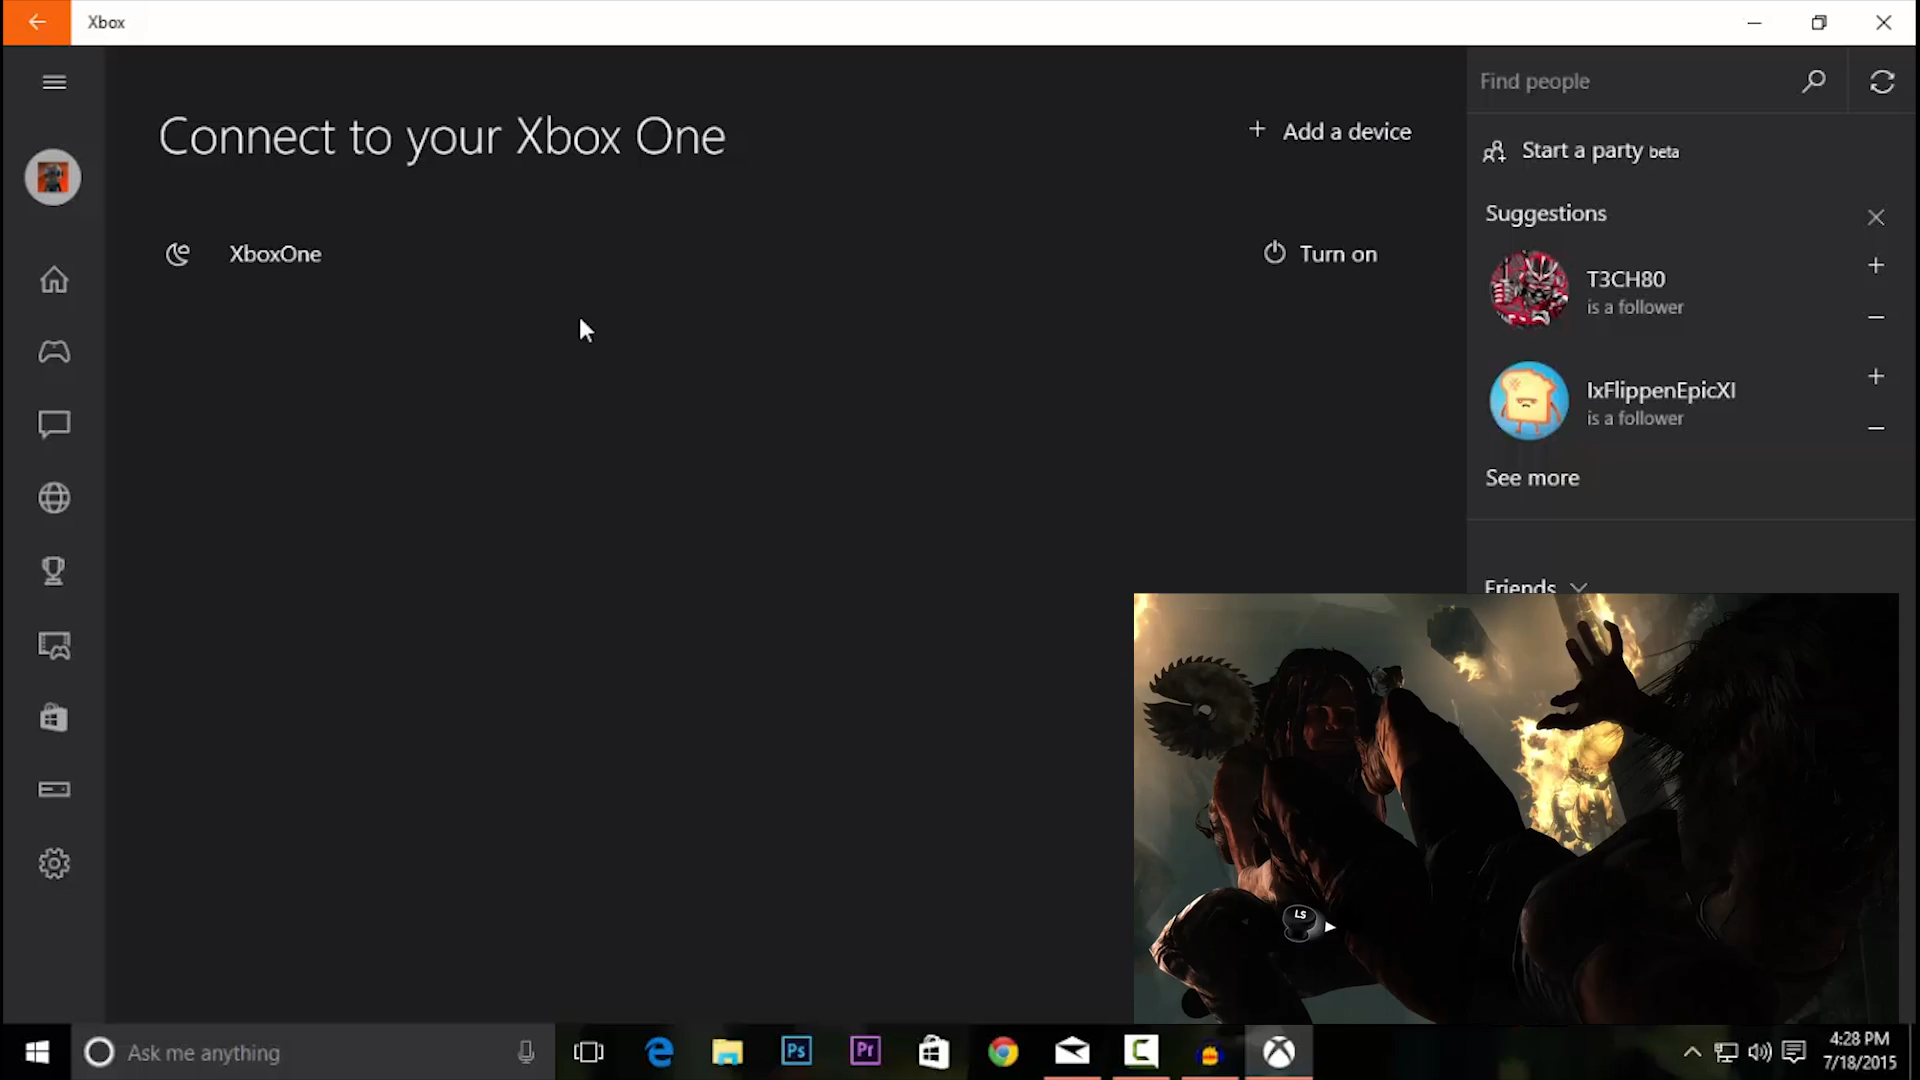 Xbox
Connect to your Xbox One
Add a device
XboxOne
Turn on
Find people
Start a party beta
Suggestions
T3CH80
is a follower
IxFlippenEpicXI
is a follower
See more
Friends
LS
Ask me anything
Ps
Pr
4:28 PM
7/18/2015